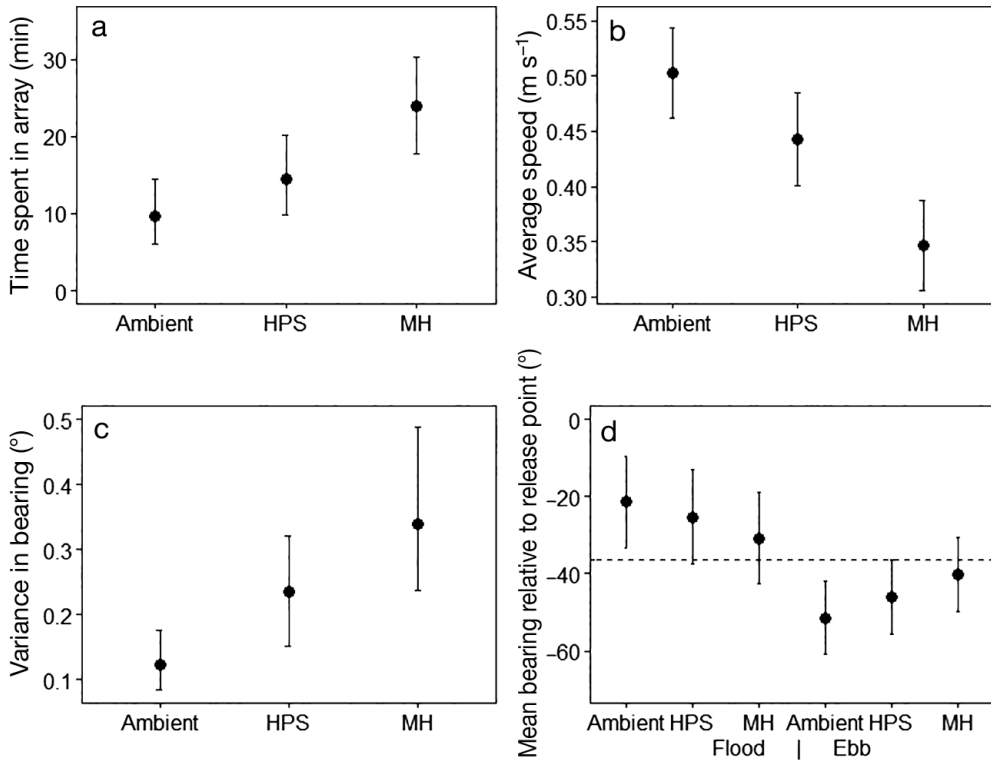 a
Time spent in array (min)
30
20
10
0
Ambient HPS MH
b
Average speed (m s⁻¹)
0.55
0.50
0.45
0.40
0.35
0.30
Ambient HPS MH
c
Variance in bearing (°)
0.5
0.4
0.3
0.2
0.1
Ambient HPS MH
d
Mean bearing relative to release point (°)
0
−20
−40
−60
Ambient HPS MH Ambient HPS MH
Flood | Ebb